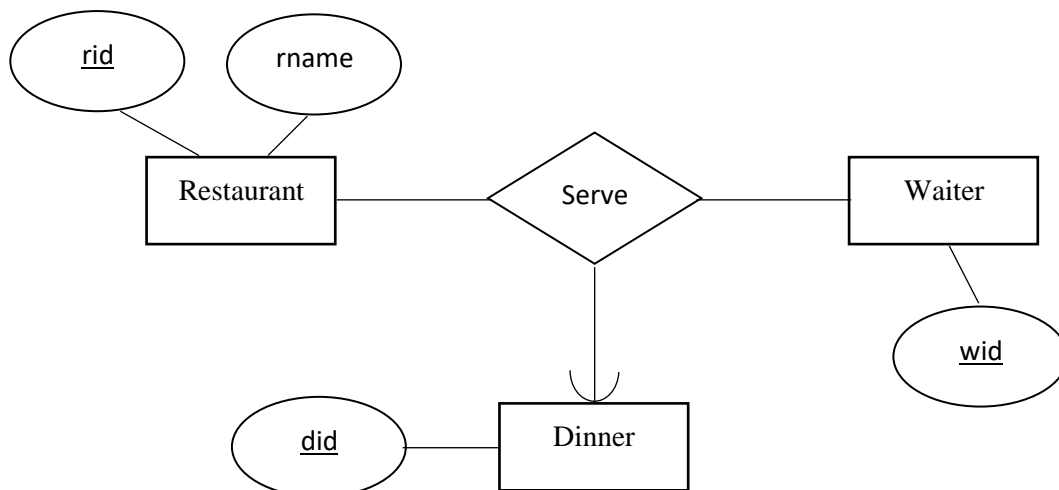 rid
rname
Restaurant
Serve
Waiter
wid
did
Dinner